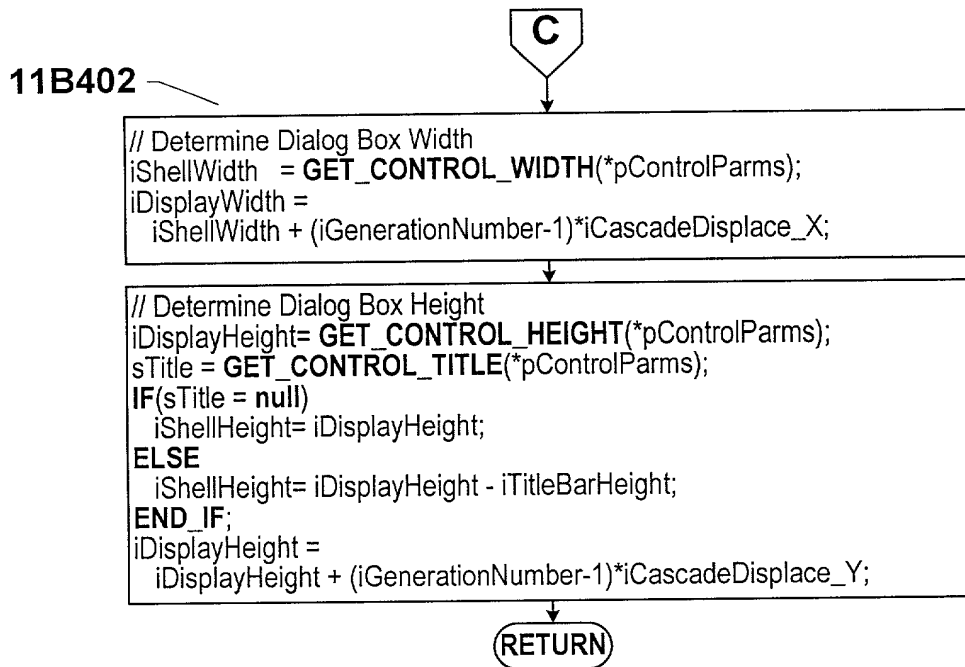 C
11B402
// Determine Dialog Box Width
iShellWidth = GET_CONTROL_WIDTH(*pControlParms);
iDisplayWidth =
iShellWidth + (iGenerationNumber-1)*iCascadeDisplace_X;
// Determine Dialog Box Height
iDisplayHeight= GET_CONTROL_HEIGHT(*pControlParms);
sTitle = GET_CONTROL_TITLE(*pControlParms);
IF(sTitle = null)
iShellHeight= iDisplayHeight;
ELSE
iShellHeight= iDisplayHeight - iTitleBarHeight;
END_IF;
iDisplayHeight =
iDisplayHeight + (iGenerationNumber-1)*iCascadeDisplace_Y;
RETURN